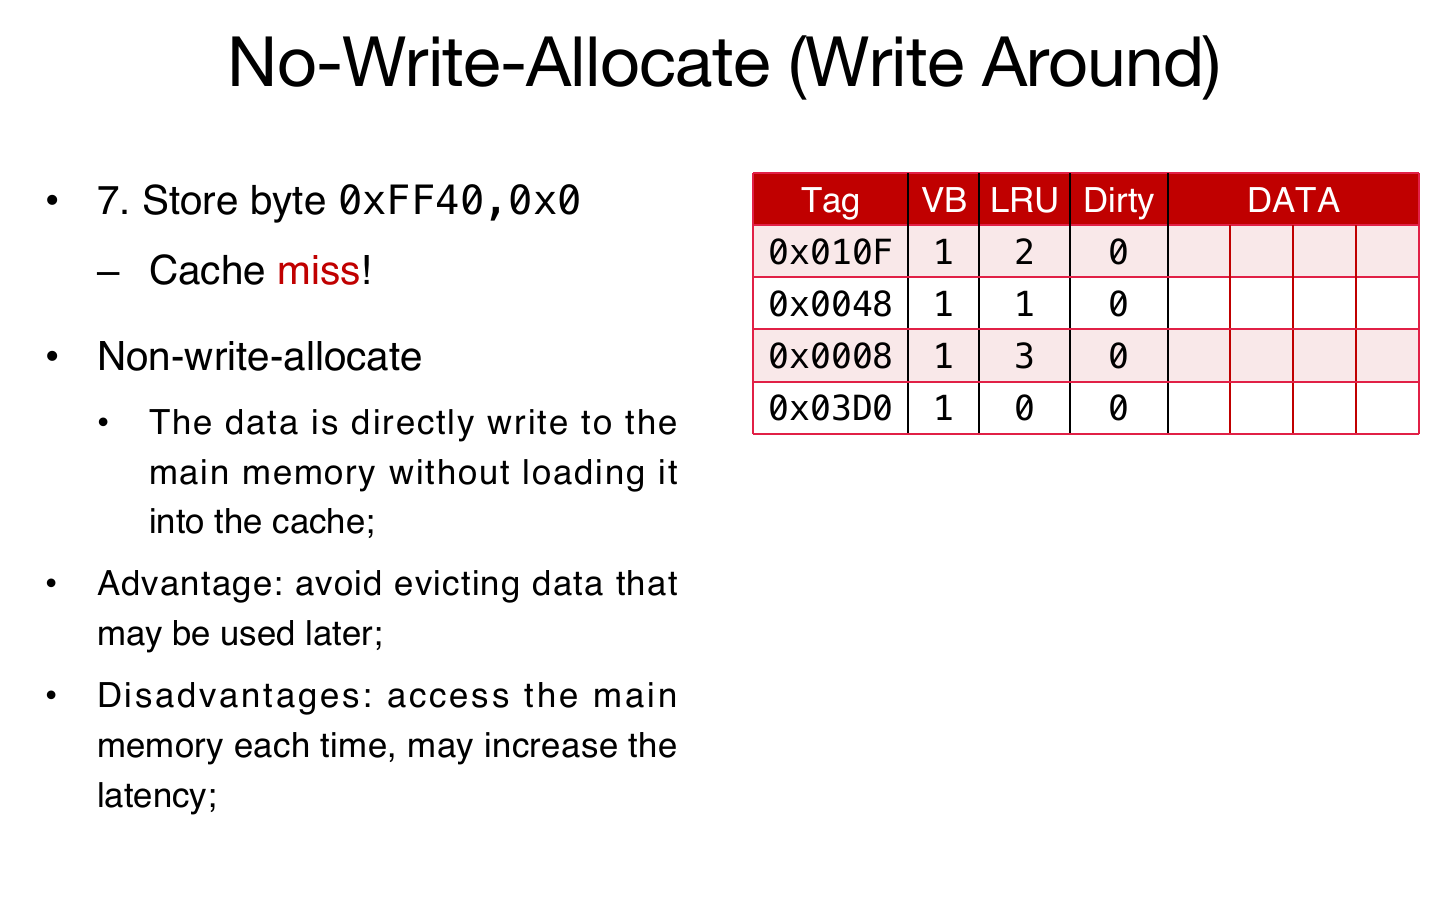 No-Write-Allocate (Write Around)
• 7. Store byte 0xFF40,0x0
– Cache miss!
• Non-write-allocate
• The data is directly write to the
main memory without loading it
into the cache;
• Advantage: avoid evicting data that
may be used later;
• Disadvantages: access the main
memory each time, may increase the
latency;
Tag VB LRU Dirty DATA
0x010F 1 2 0
0x0048 1 1 0
0x0008 1 3 0
0x03D0 1 0 0